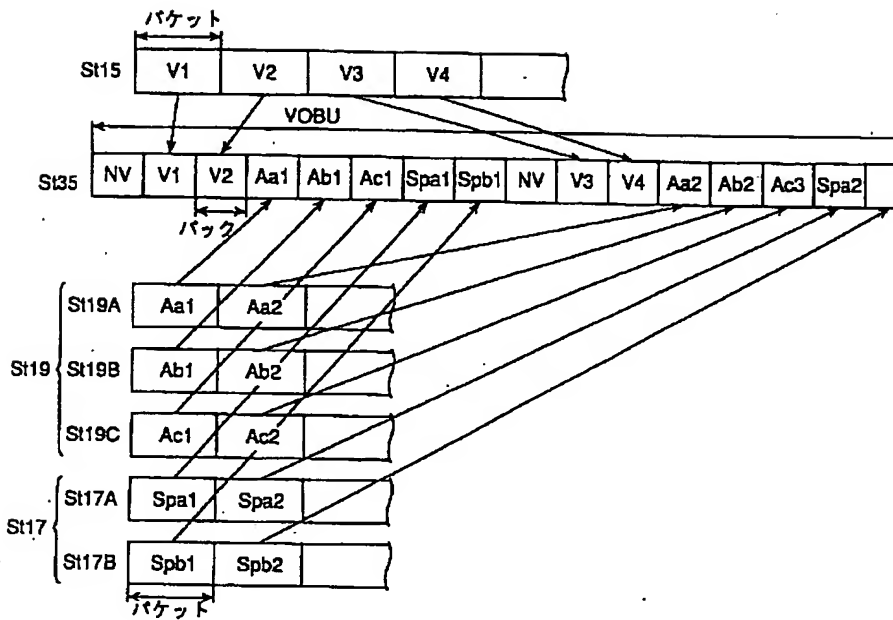 パケット
St15 V1 V2 V3 V4
VOBU
St35 NV V1 V2 Aa1 Ab1 Ac1 Spa1 Spb1 NV V3 V4 Aa2 Ab2 Ac3 Spa2
パック
St19A Aa1 Aa2
St19 St19B Ab1 Ab2
St19C Ac1 Ac2
St17A Spa1 Spa2
St17
St17B Spb1 Spb2
パケット